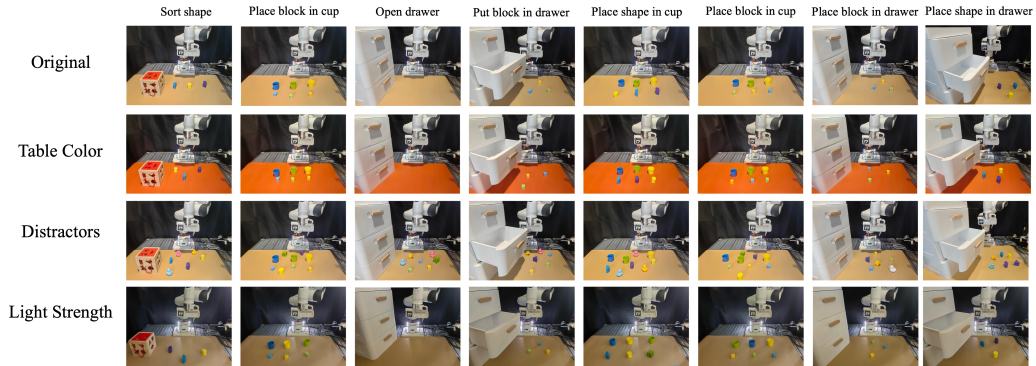 Sort shape
Place block in cup
Open drawer
Put block in drawer
Place shape in cup
Place block in cup
Place block in drawer
Place shape in drawer
Original
Table Color
Distractors
Light Strength